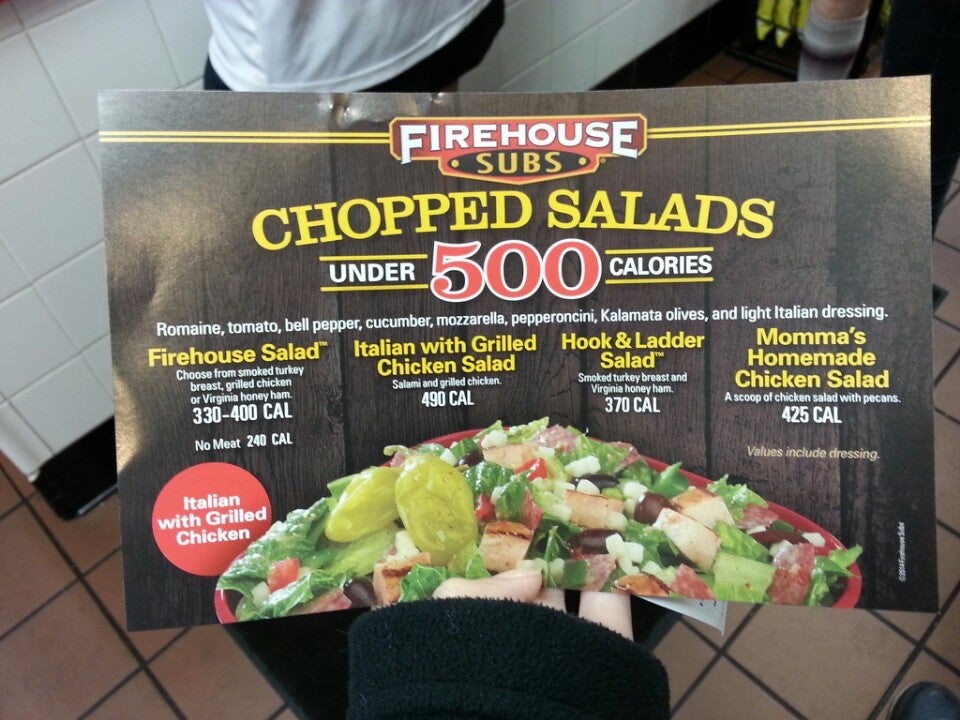 FIREHOUSE
SUBS
CHOPPED SALADS
UNDER 500 CALORIES
Romaine, tomato, bell pepper, cucumber, mozzarella, pepperoncini, Kalamata olives, and light Italian dressing.
Firehouse Salad™
Choose from smoked turkey
breast, grilled chicken
or Virginia honey ham.
330-400 CAL
No Meat 240 CAL
Italian with Grilled
Chicken Salad
Salami and grilled chicken.
490 CAL
Hook & Ladder
Salad™
Smoked turkey breast and
Virginia honey ham.
370 CAL
Momma's
Homemade
Chicken Salad
A scoop of chicken salad with pecans.
425 CAL
Values include dressing.
Italian
with Grilled
Chicken
©2014 Firehouse Subs